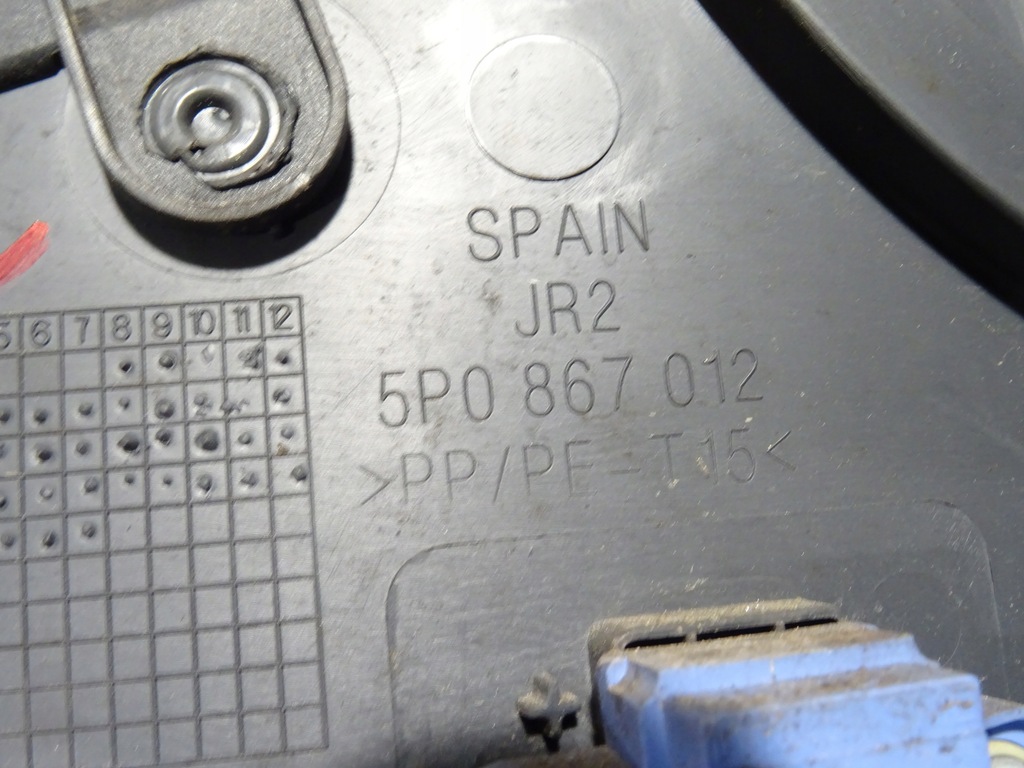 SPAIN
JR2
5P0 867 012
>PP/PE-T15<
5 6 7 8 9 10 11 12